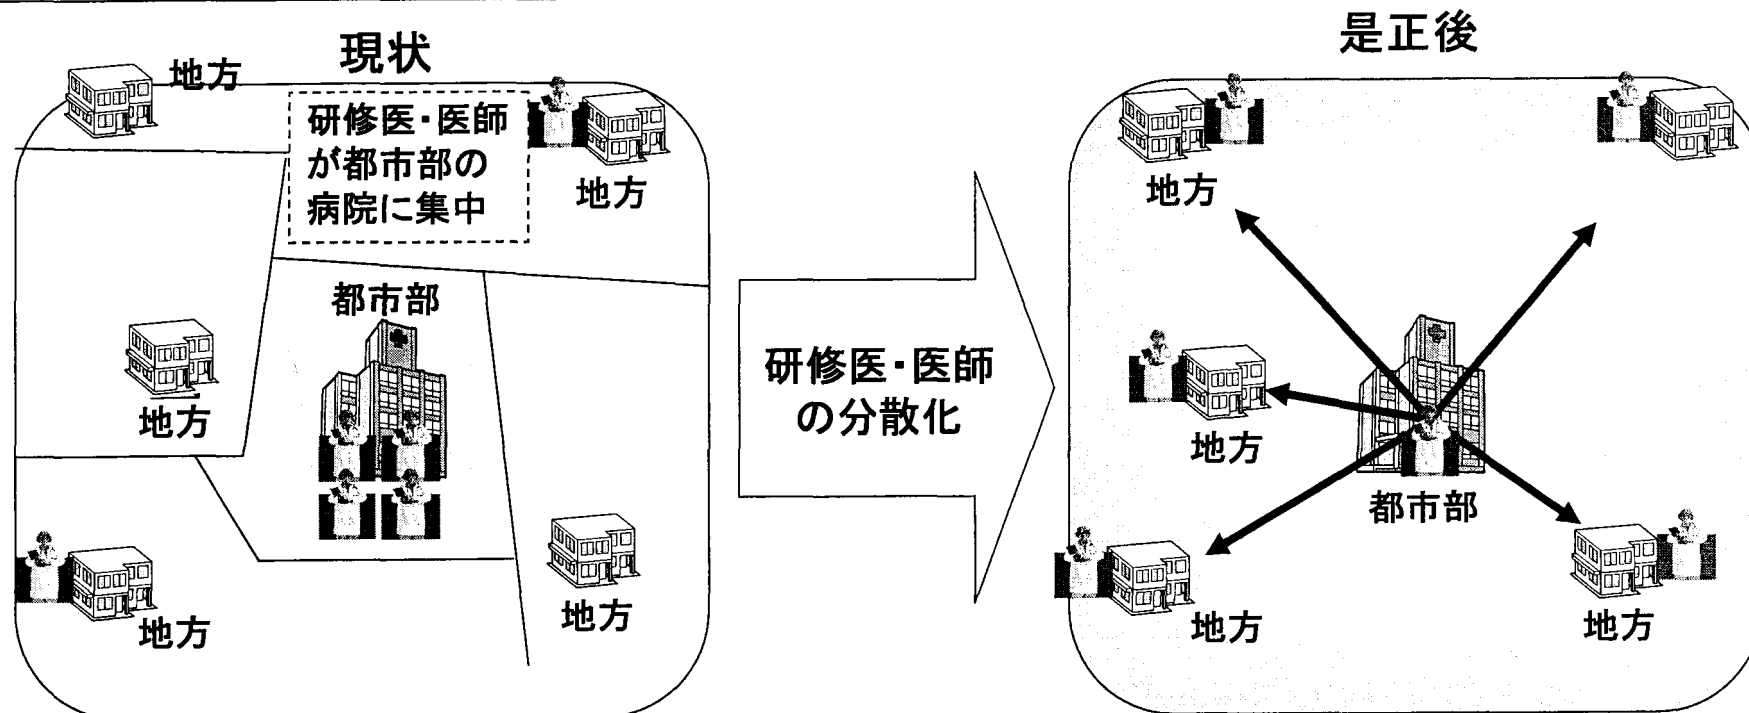 現状
地方
研修医・医師
が都市部の
病院に集中
地方
都市部
地方
地方
地方
研修医・医師
の分散化
是正後
地方
地方
都市部
地方
地方